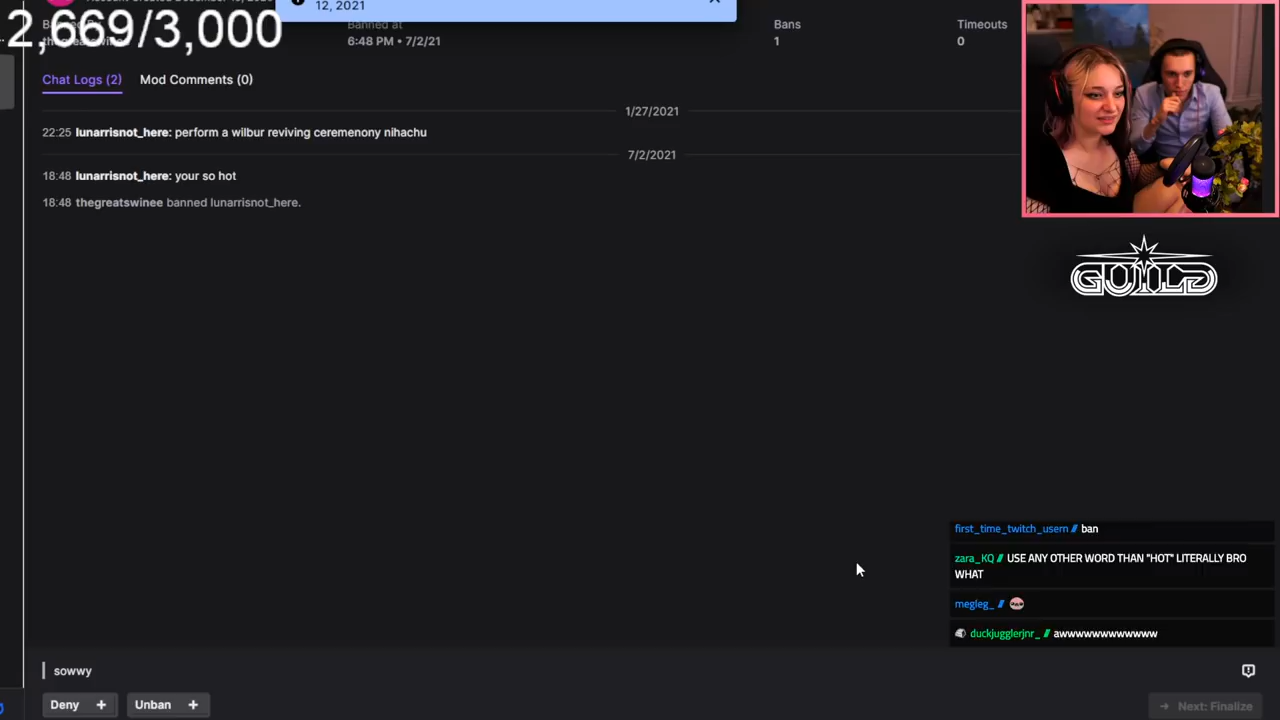 12, 2021
2,669/3,000
Banned at
Bans
Timeouts
6:48 PM • 7/2/21
1
0
Chat Logs (2)
Mod Comments (0)
1/27/2021
22:25 lunarrisnot_here: perform a wilbur reviving ceremenony nihachu
7/2/2021
18:48 lunarrisnot_here: your so hot
18:48 thegreatswinee banned lunarrisnot_here.
GUILD
first_time_twitch_usern // ban
zara_KQ // USE ANY OTHER WORD THAN "HOT" LITERALLY BRO
WHAT
megleg_ //
duckjugglerjnr_ // awwwwwwwwwwww
sowwy
Deny +
Unban +
→ Next: Finalize